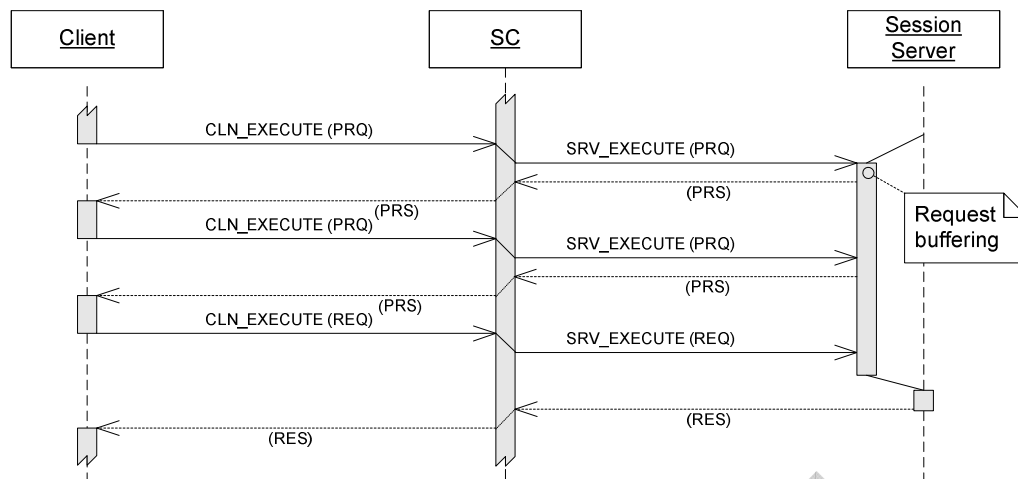 Client
SC
Session
Server
CLN_EXECUTE (PRQ)
SRV_EXECUTE (PRQ)
(PRS)
(PRS)
Request
buffering
CLN_EXECUTE (PRQ)
SRV_EXECUTE (PRQ)
(PRS)
(PRS)
CLN_EXECUTE (REQ)
SRV_EXECUTE (REQ)
(RES)
(RES)